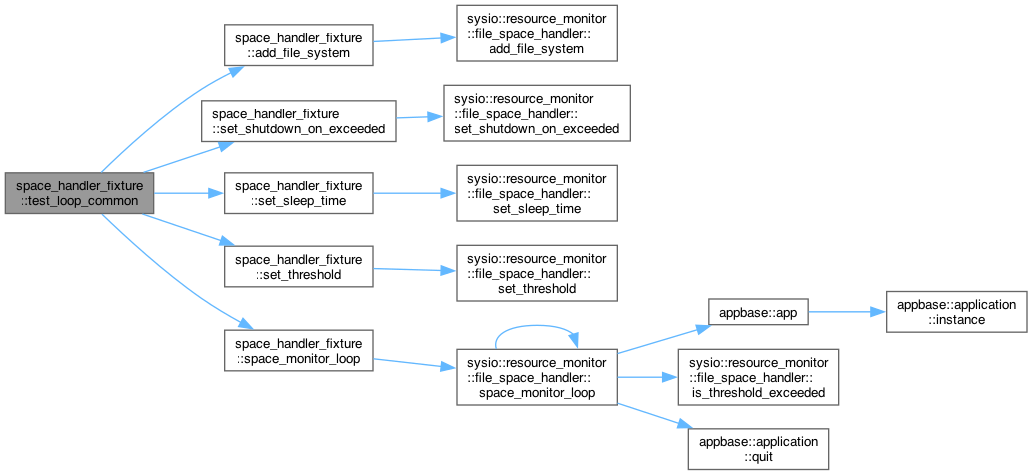 space_handler_fixture
::test_loop_common
space_handler_fixture
::add_file_system
sysio::resource_monitor
::file_space_handler::
add_file_system
space_handler_fixture
::set_shutdown_on_exceeded
sysio::resource_monitor
::file_space_handler::
set_shutdown_on_exceeded
space_handler_fixture
::set_sleep_time
sysio::resource_monitor
::file_space_handler::
set_sleep_time
space_handler_fixture
::set_threshold
sysio::resource_monitor
::file_space_handler::
set_threshold
space_handler_fixture
::space_monitor_loop
sysio::resource_monitor
::file_space_handler::
space_monitor_loop
appbase::app
appbase::application
::instance
sysio::resource_monitor
::file_space_handler::
is_threshold_exceeded
appbase::application
::quit